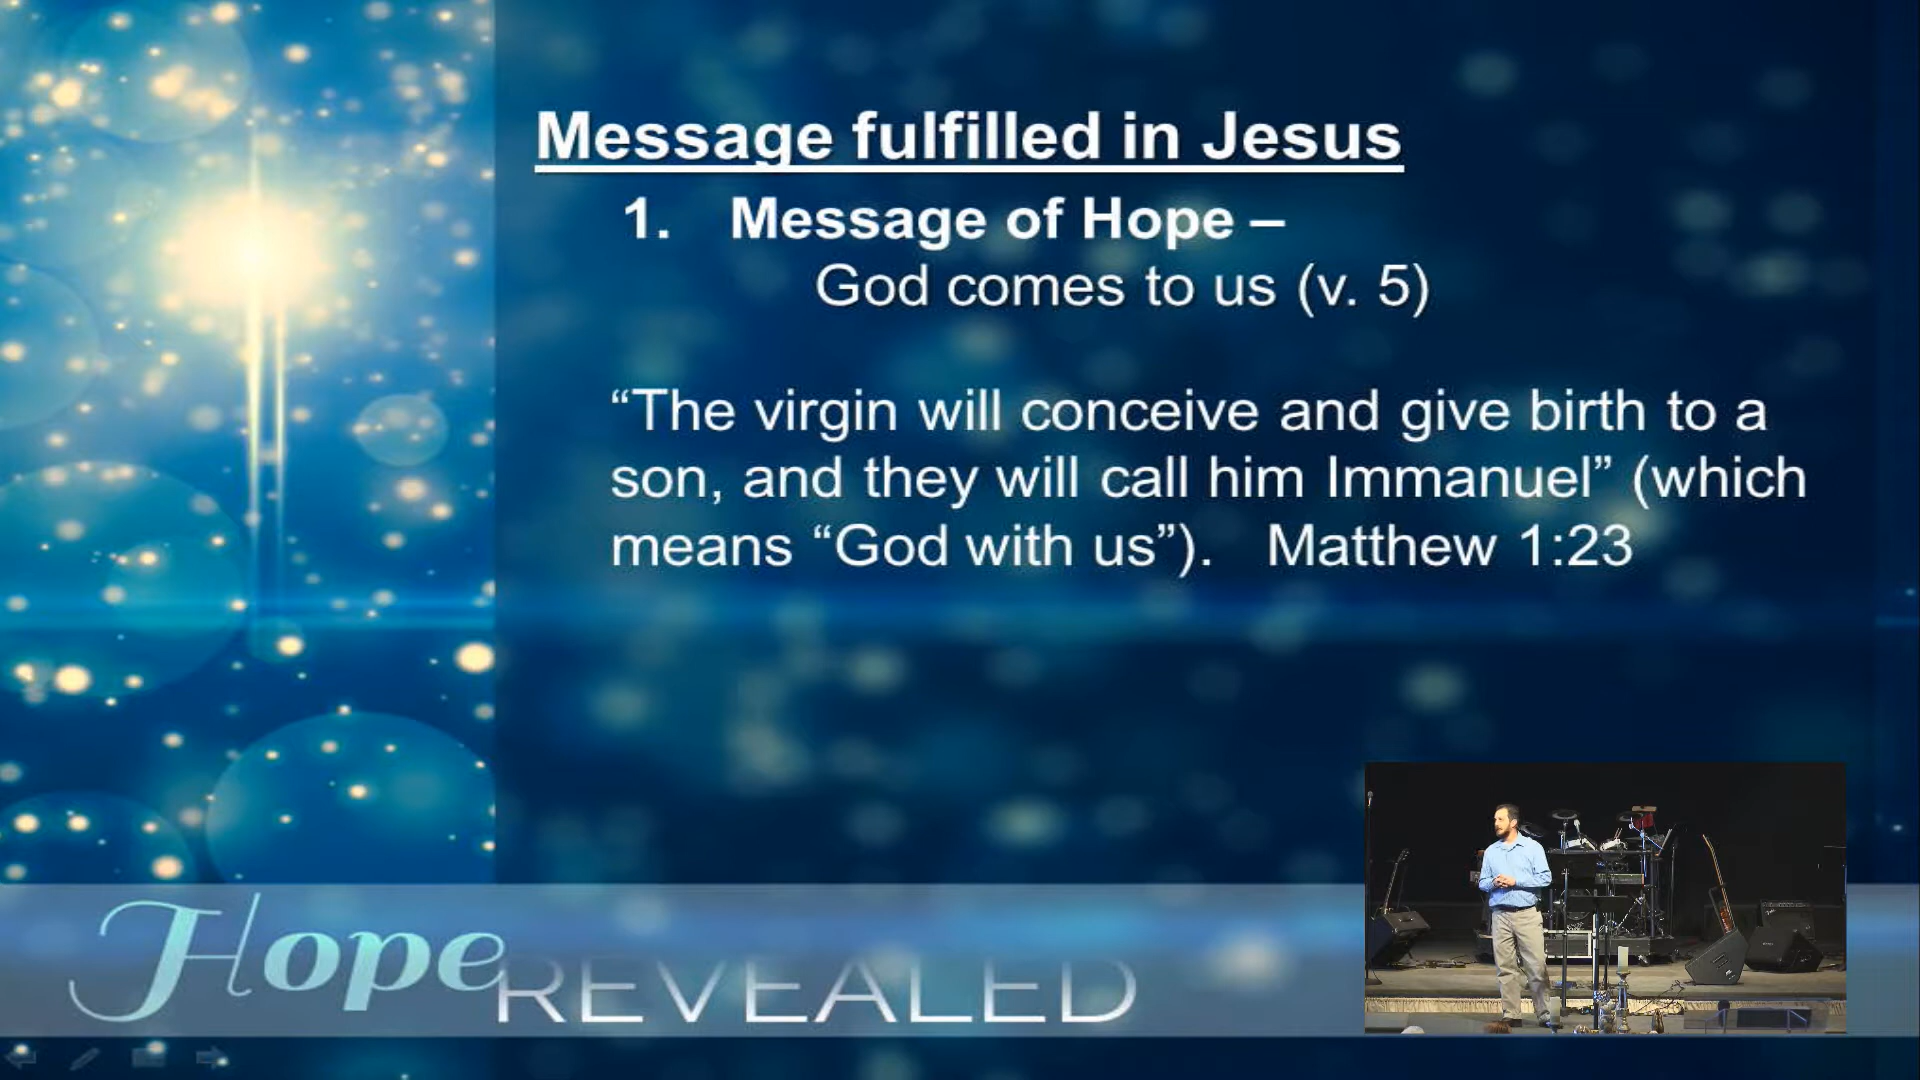 Message fulfilled in Jesus
1. Message of Hope –
God comes to us (v. 5)
“The virgin will conceive and give birth to a
son, and they will call him Immanuel” (which
means “God with us”). Matthew 1:23
Hope
REVEALED